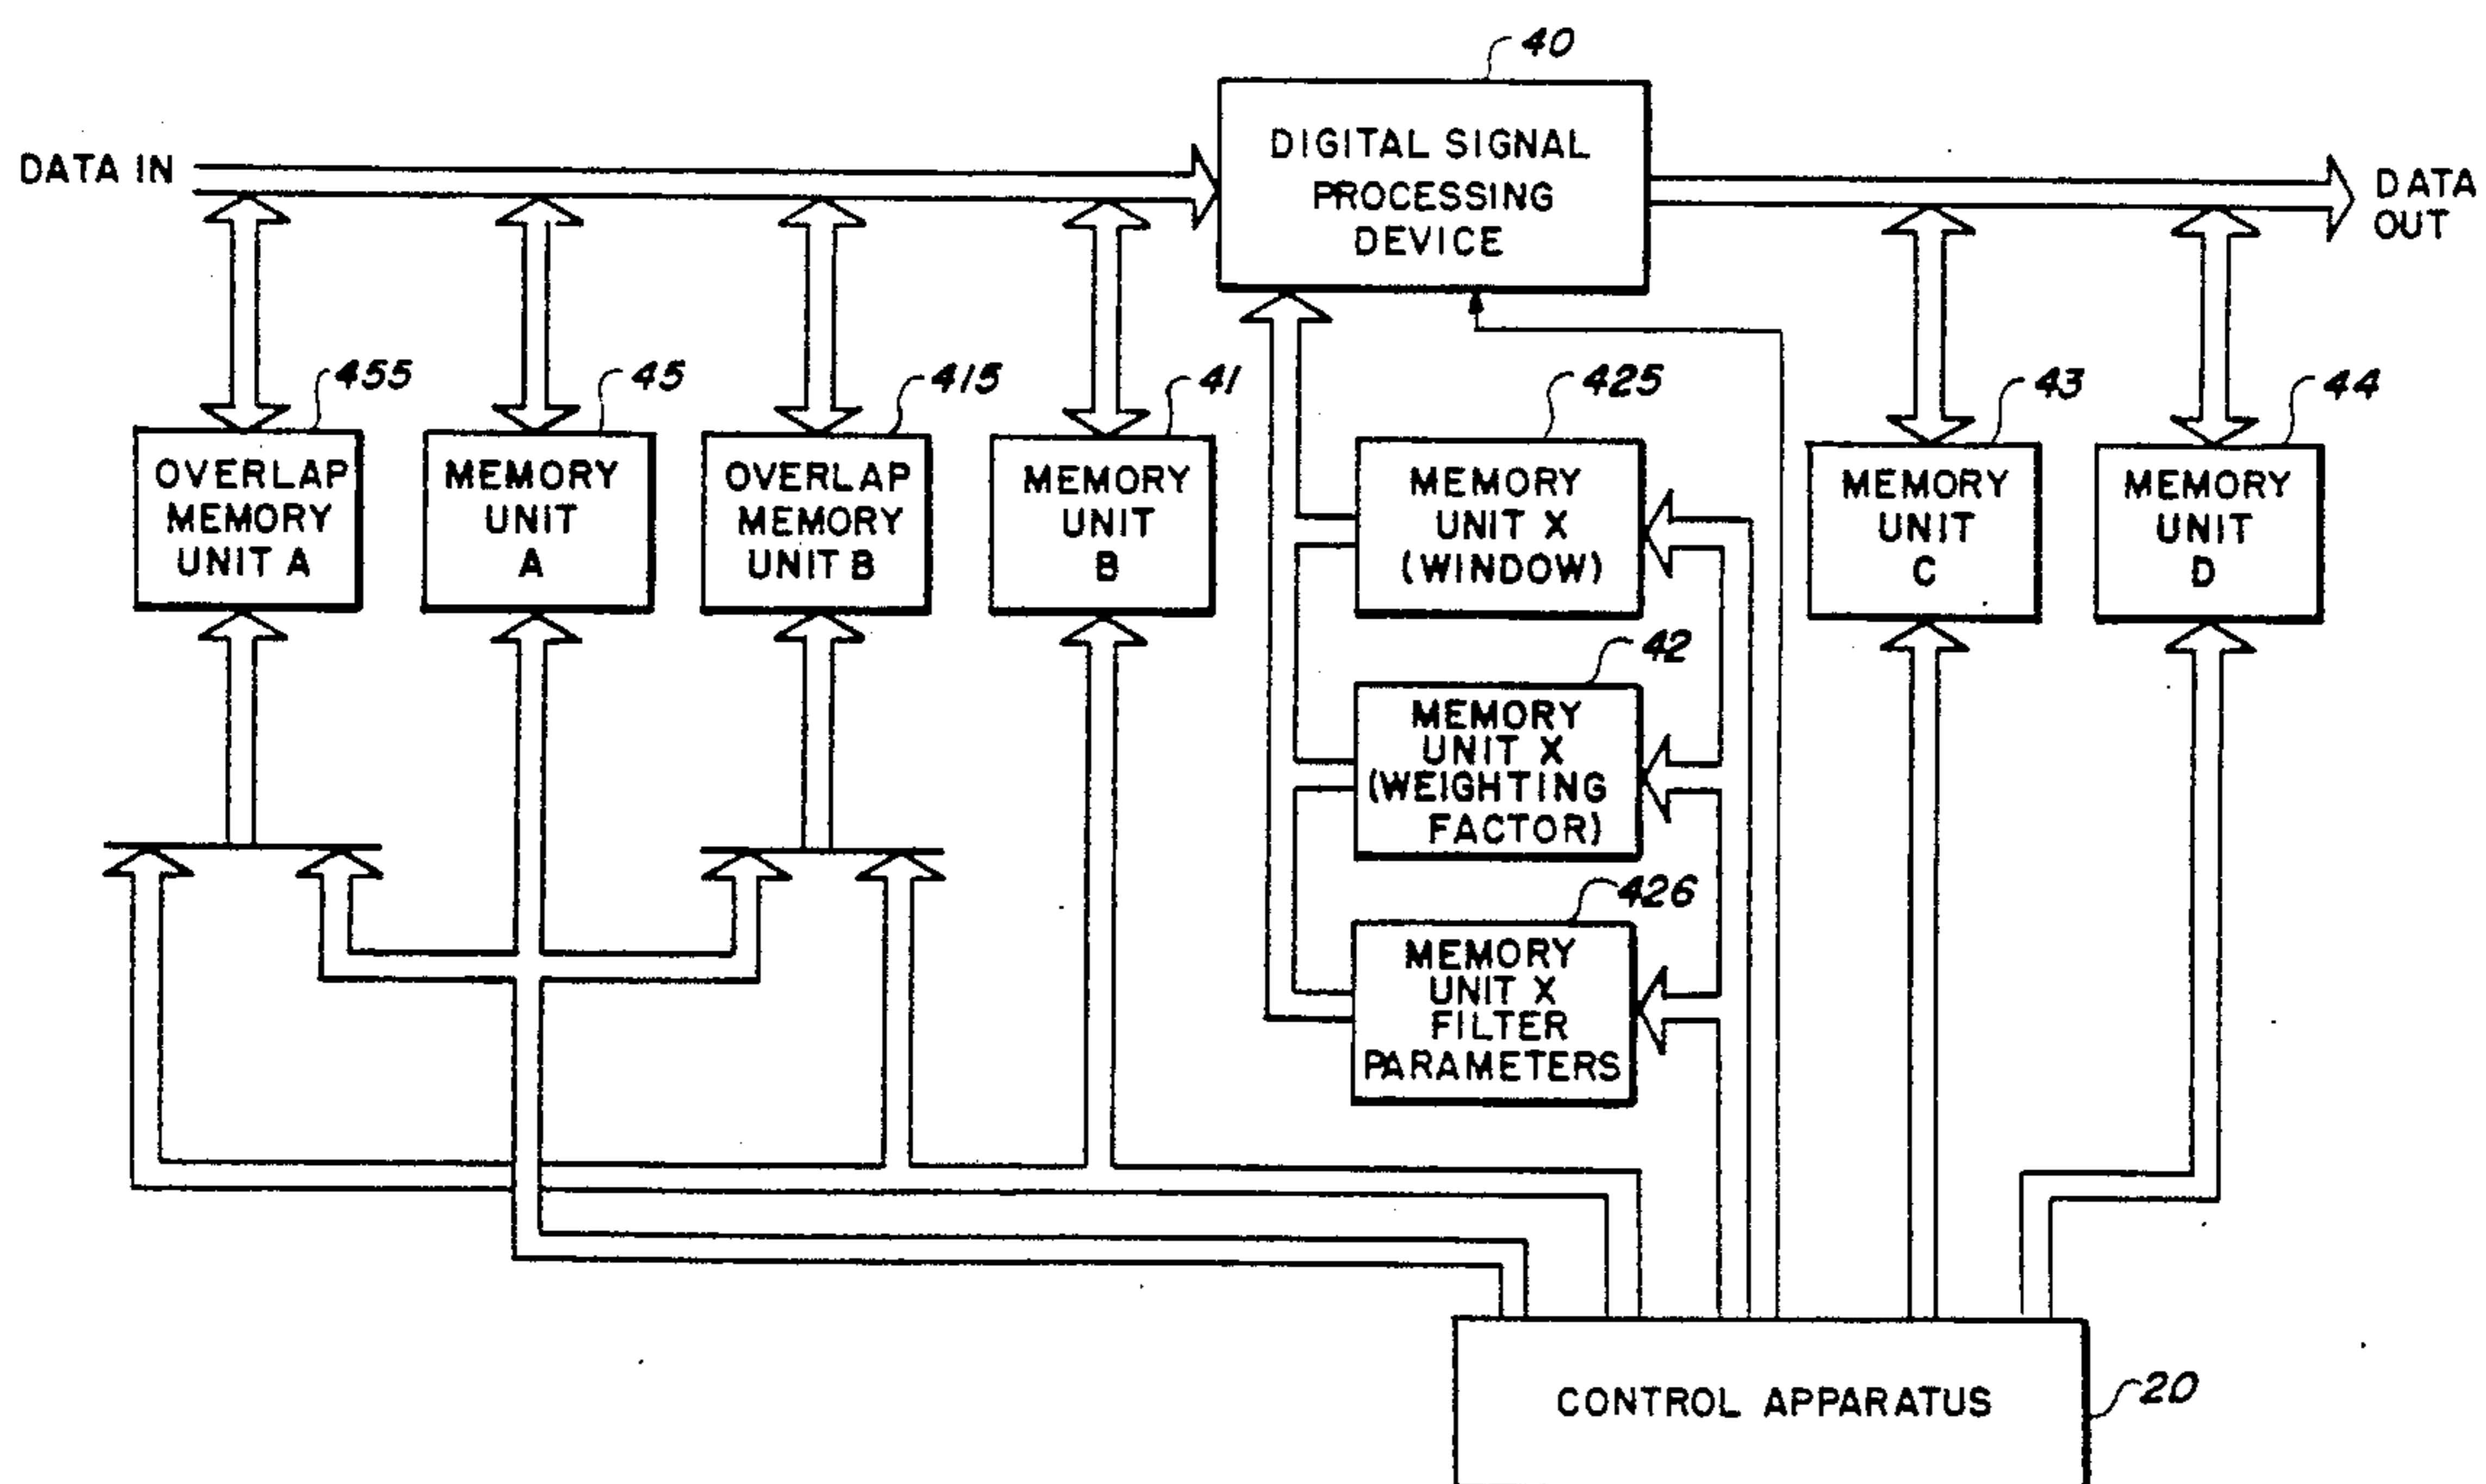 40
DIGITAL SIGNAL
PROCESSING
DEVICE
DATA IN
DATA
OUT
455
45
415
41
425
43
44
OVERLAP
MEMORY
UNIT A
MEMORY
UNIT
A
OVERLAP
MEMORY
UNIT B
MEMORY
UNIT
B
MEMORY
UNIT X
(WINDOW)
MEMORY
UNIT
C
MEMORY
UNIT
D
42
MEMORY
UNIT X
(WEIGHTING
FACTOR)
426
MEMORY
UNIT X
FILTER
PARAMETERS
CONTROL APPARATUS
20